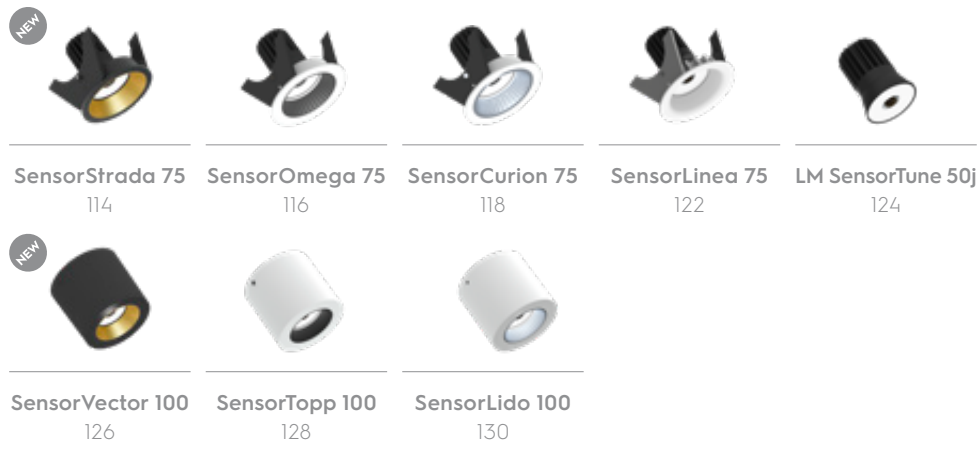 NEW
SensorStrada 75
114
SensorOmega 75
116
SensorCurion 75
118
SensorLinea 75
122
LM SensorTune 50j
124
NEW
SensorVector 100
126
SensorTopp 100
128
SensorLido 100
130